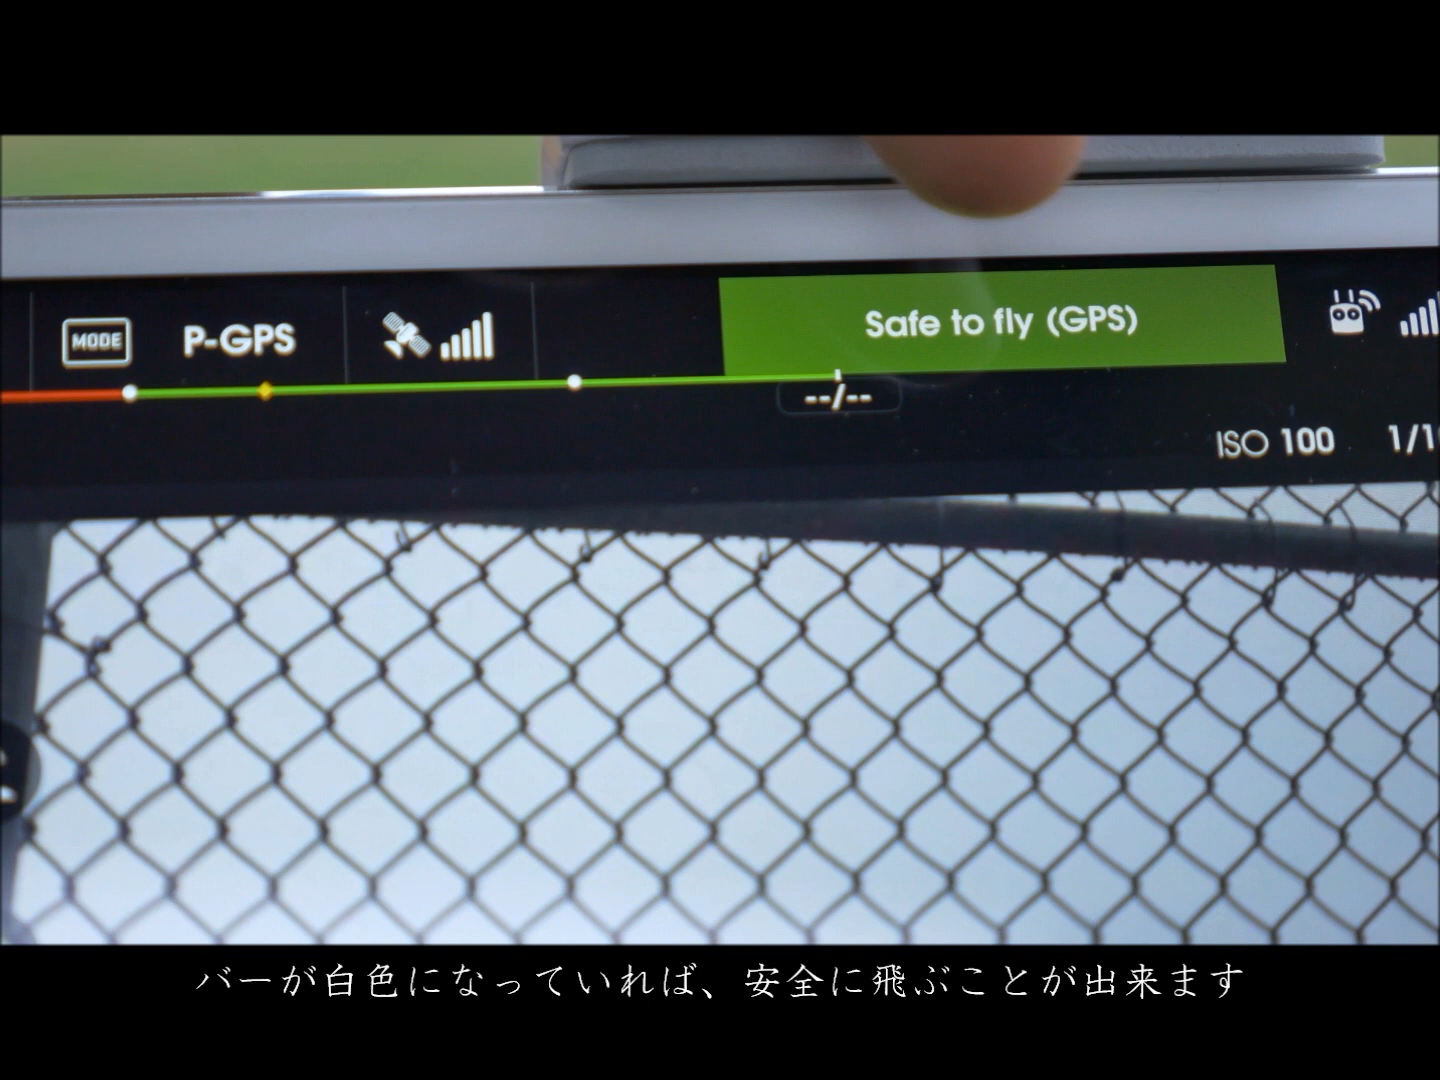 MODE P-GPS Safe to fly (GPS)
--/--
ISO 100
バーが白色になっていれば、安全に飛ぶことが出来ます